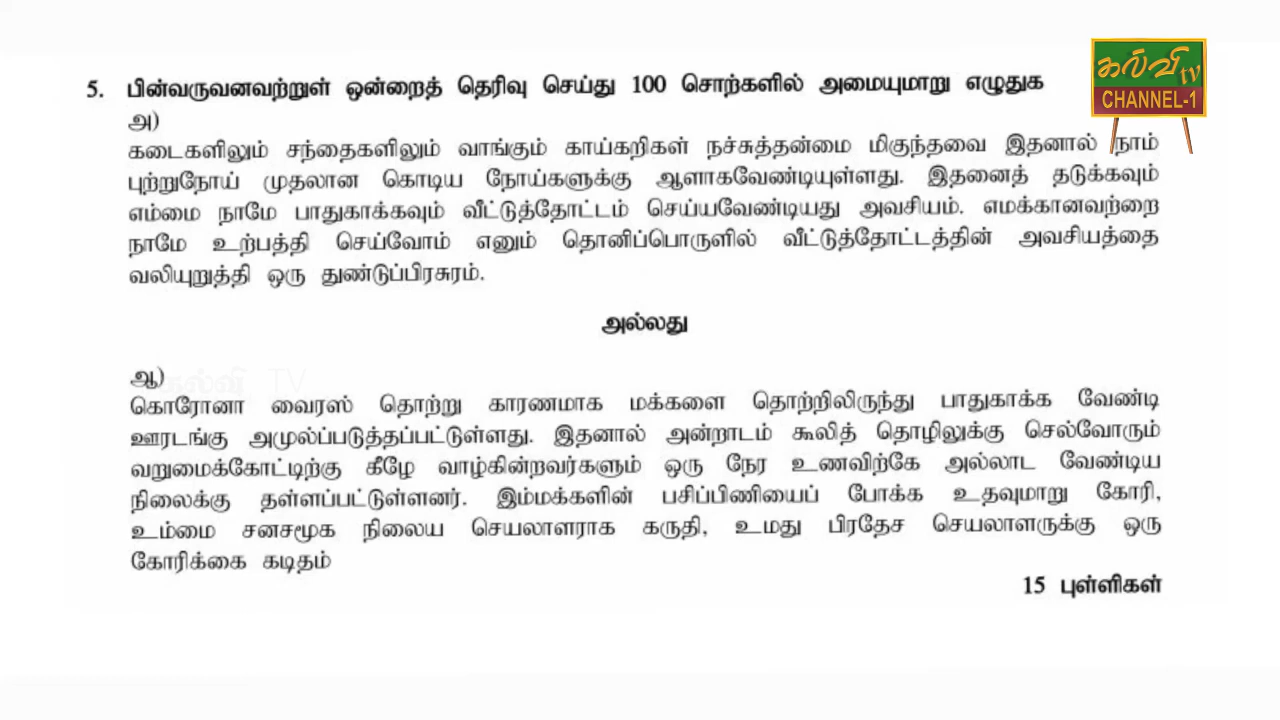 கல்வி tv
CHANNEL-1
5. பின்வருவனவற்றுள் ஒன்றைத் தெரிவு செய்து 100 சொற்களில் அமையுமாறு எழுதுக
அ)
கடைகளிலும் சந்தைகளிலும் வாங்கும் காய்கறிகள் நச்சுத்தன்மை மிகுந்தவை இதனால் நாம்
புற்றுநோய் முதலான கொடிய நோய்களுக்கு ஆளாகவேண்டியுள்ளது. இதனைத் தடுக்கவும்
எம்மை நாமே பாதுகாக்கவும் வீட்டுத்தோட்டம் செய்யவேண்டியது அவசியம். எமக்கானவற்றை
நாமே உற்பத்தி செய்வோம் எனும் தொனிப்பொருளில் வீட்டுத்தோட்டத்தின் அவசியத்தை
வலியுறுத்தி ஒரு துண்டுப்பிரசுரம்.
அல்லது
ஆ)
கல்வி TV
கொரோனா வைரஸ் தொற்று காரணமாக மக்களை தொற்றிலிருந்து பாதுகாக்க வேண்டி
ஊரடங்கு அமுல்ப்படுத்தப்பட்டுள்ளது. இதனால் அன்றாடம் கூலித் தொழிலுக்கு செல்வோரும்
வறுமைக்கோட்டிற்கு கீழே வாழ்கின்றவர்களும் ஒரு நேர உணவிற்கே அல்லாட வேண்டிய
நிலைக்கு தள்ளப்பட்டுள்ளனர். இம்மக்களின் பசிப்பிணியைப் போக்க உதவுமாறு கோரி,
உம்மை சனசமூக நிலைய செயலாளராக கருதி, உமது பிரதேச செயலாளருக்கு ஒரு
கோரிக்கை கடிதம்
15 புள்ளிகள்